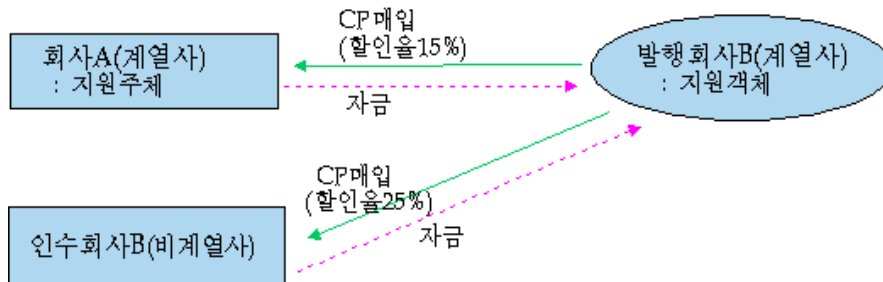 CP매입
(할인율15%)
회사A(계열사)
: 지원주체
발행회사B(계열사)
: 지원객체
자금
CP매입
(할인율25%)
자금
인수회사B(비계열사)